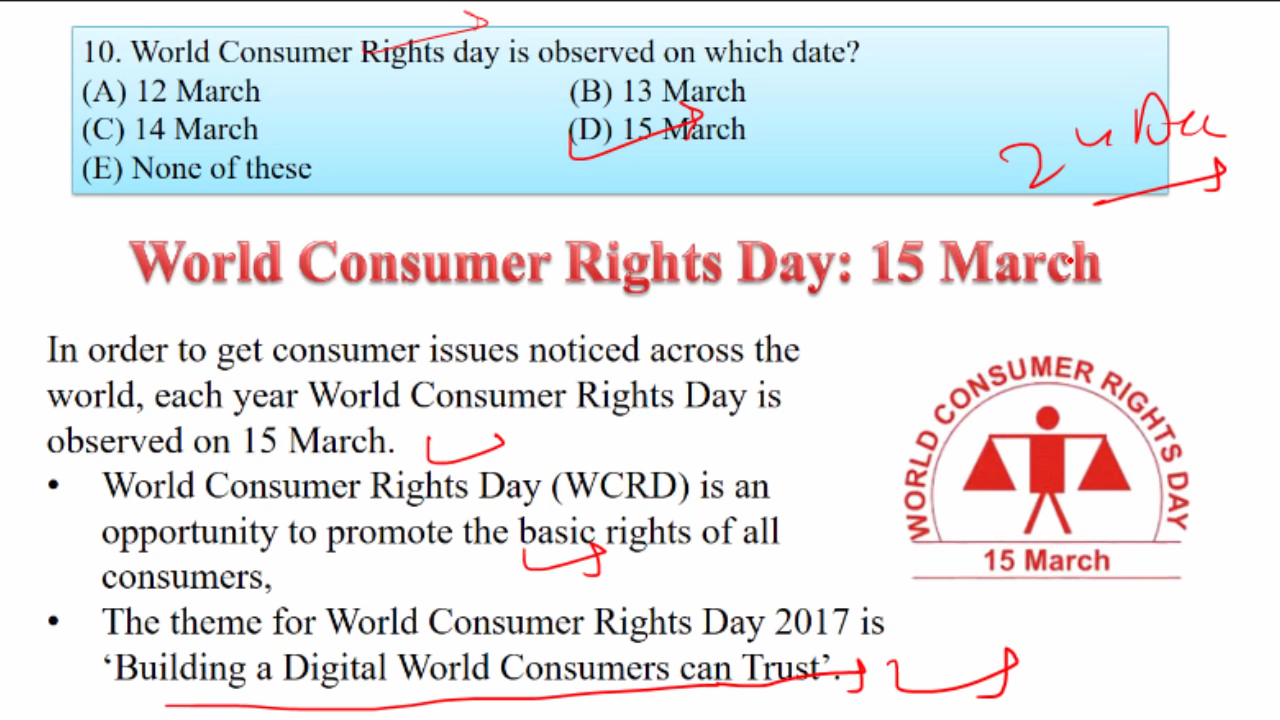 10. World Consumer Rights day is observed on which date?
(A) 12 March (B) 13 March
(C) 14 March (D) 15 March
(E) None of these
World Consumer Rights Day: 15 March
In order to get consumer issues noticed across the
world, each year World Consumer Rights Day is
observed on 15 March.
• World Consumer Rights Day (WCRD) is an
opportunity to promote the basic rights of all
consumers,
• The theme for World Consumer Rights Day 2017 is
‘Building a Digital World Consumers can Trust’.
WORLD CONSUMER RIGHTS DAY
15 March